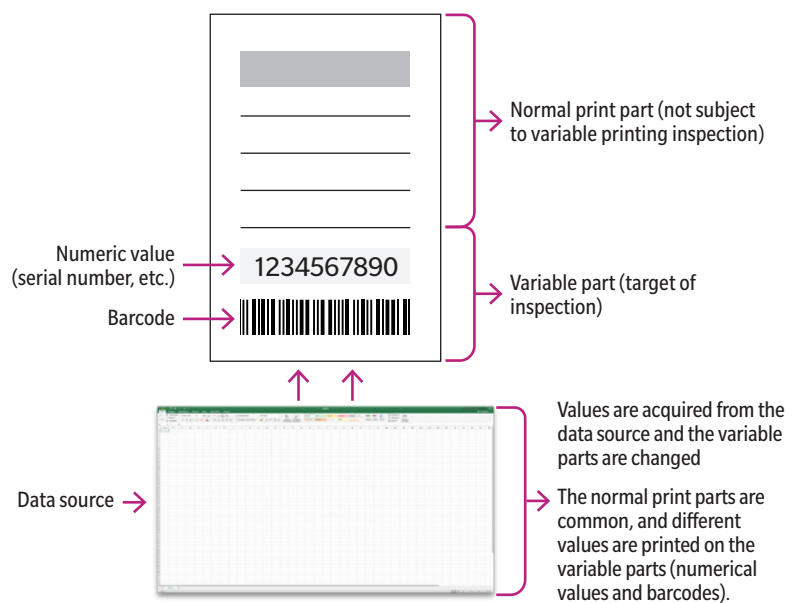 Normal print part (not subject
to variable printing inspection)
Numeric value
(serial number, etc.)
1234567890
Variable part (target of
inspection)
Barcode
Values are acquired from the
data source and the variable
parts are changed
Data source
The normal print parts are
common, and different
values are printed on the
variable parts (numerical
values and barcodes).